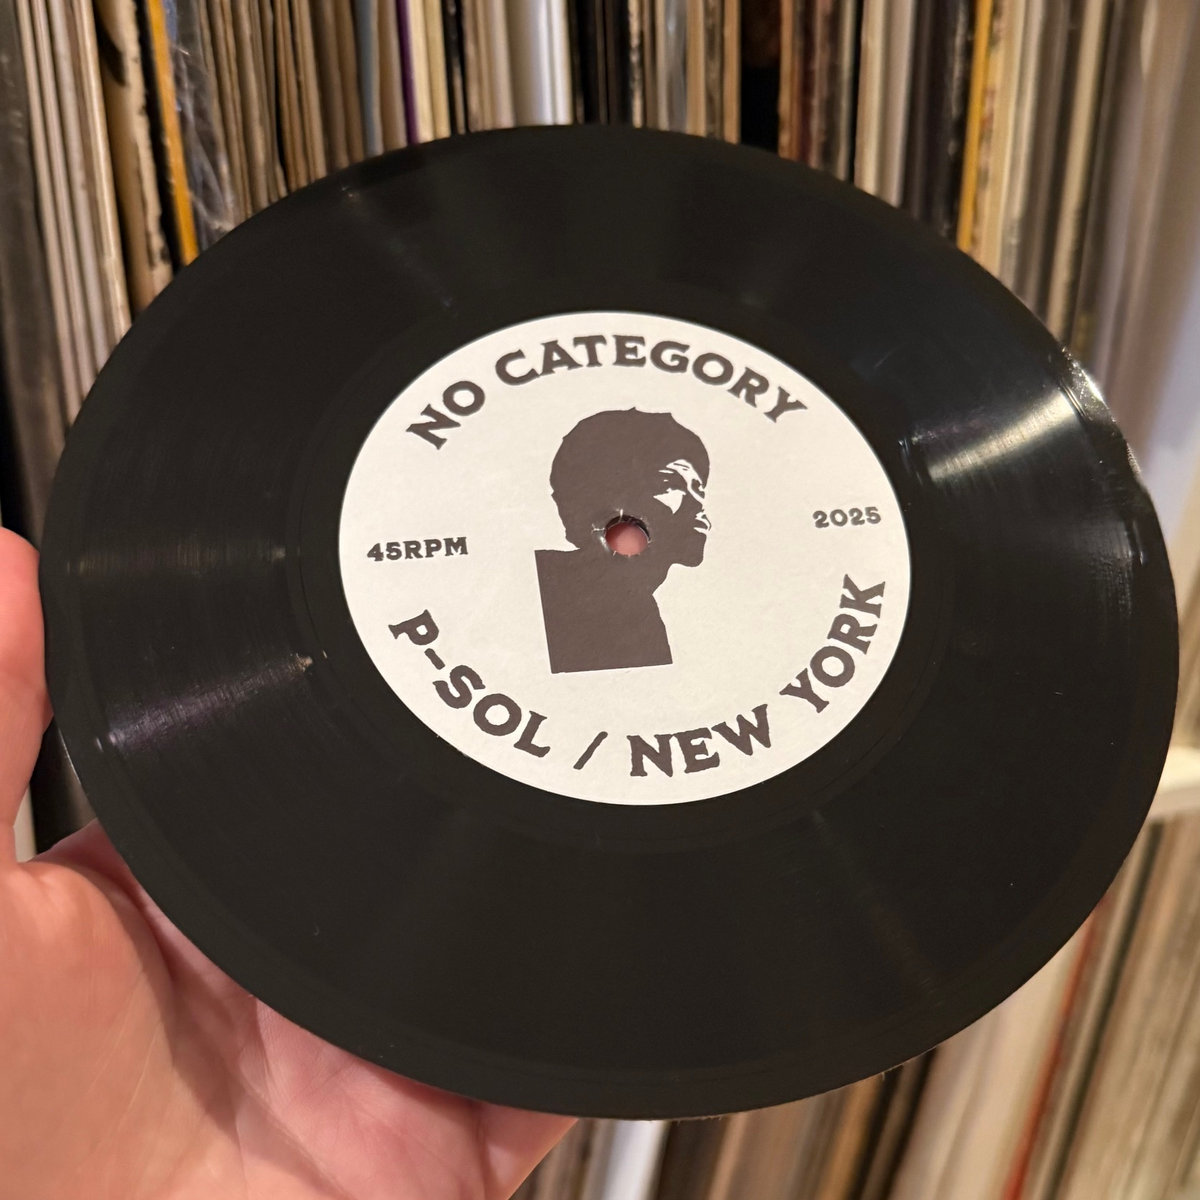 NO CATEGORY
45RPM
2025
P-SOL / NEW YORK